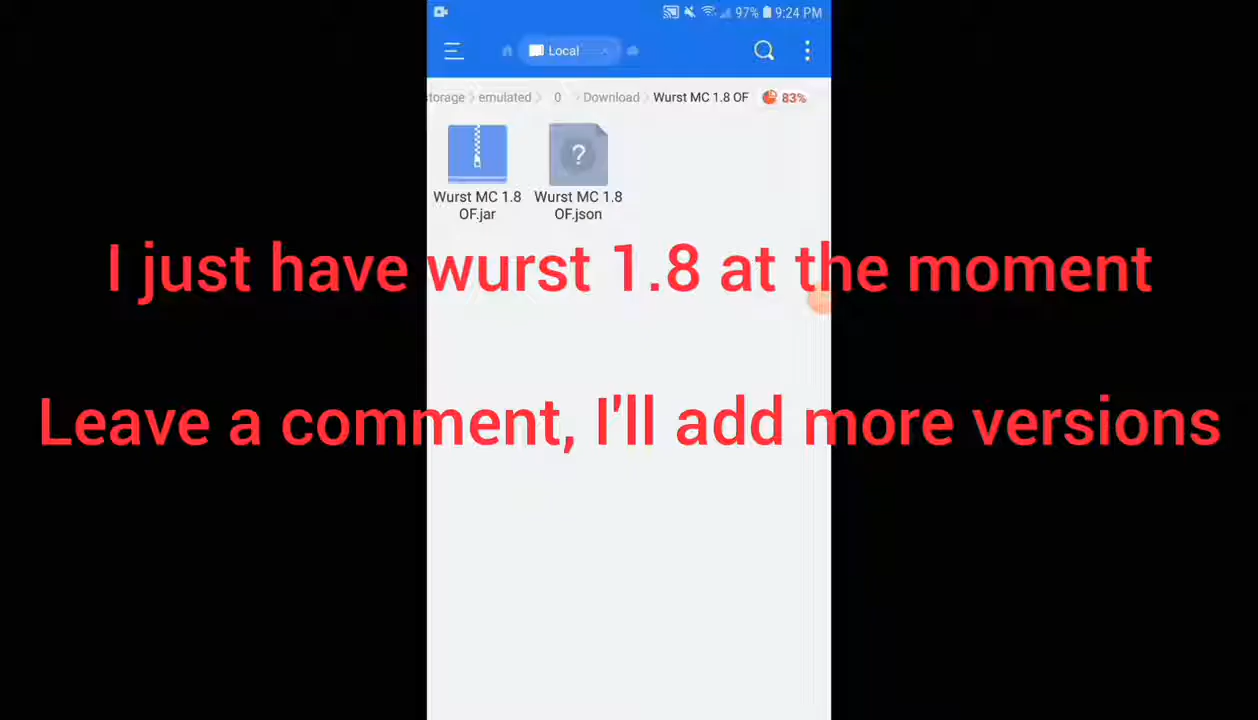 97% 9:24 PM
Local
torage emulated 0 Download Wurst MC 1.8 OF 83%
Wurst MC 1.8 OF.jar
Wurst MC 1.8 OF.json
I just have wurst 1.8 at the moment
Leave a comment, I'll add more versions